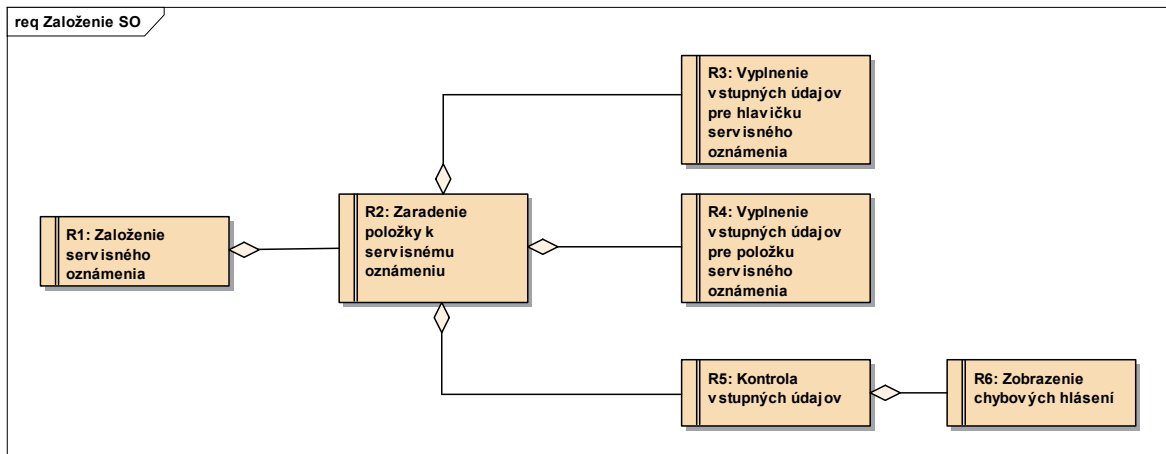 req Založenie SO
R1: Založenie
servisného
oznámenia
R2: Zaradenie
položky k
servisnému
oznámeniu
R3: Vyplnenie
vstupných údajov
pre hlavičku
servisného
oznámenia
R4: Vyplnenie
vstupných údajov
pre položku
servisného
oznámenia
R5: Kontrola
vstupných údajov
R6: Zobrazenie
chybových hlásení